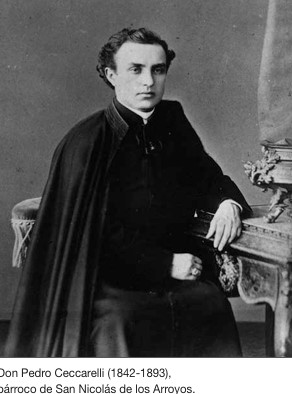 Don Pedro Ceccarelli (1842-1893),
párroco de San Nicolás de los Arroyos.